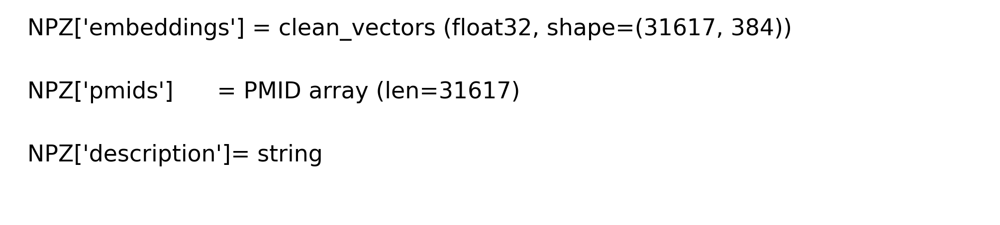 NPZ['embeddings'] = clean_vectors (float32, shape=(31617, 384))
NPZ['pmids']      = PMID array (len=31617)
NPZ['description']= string